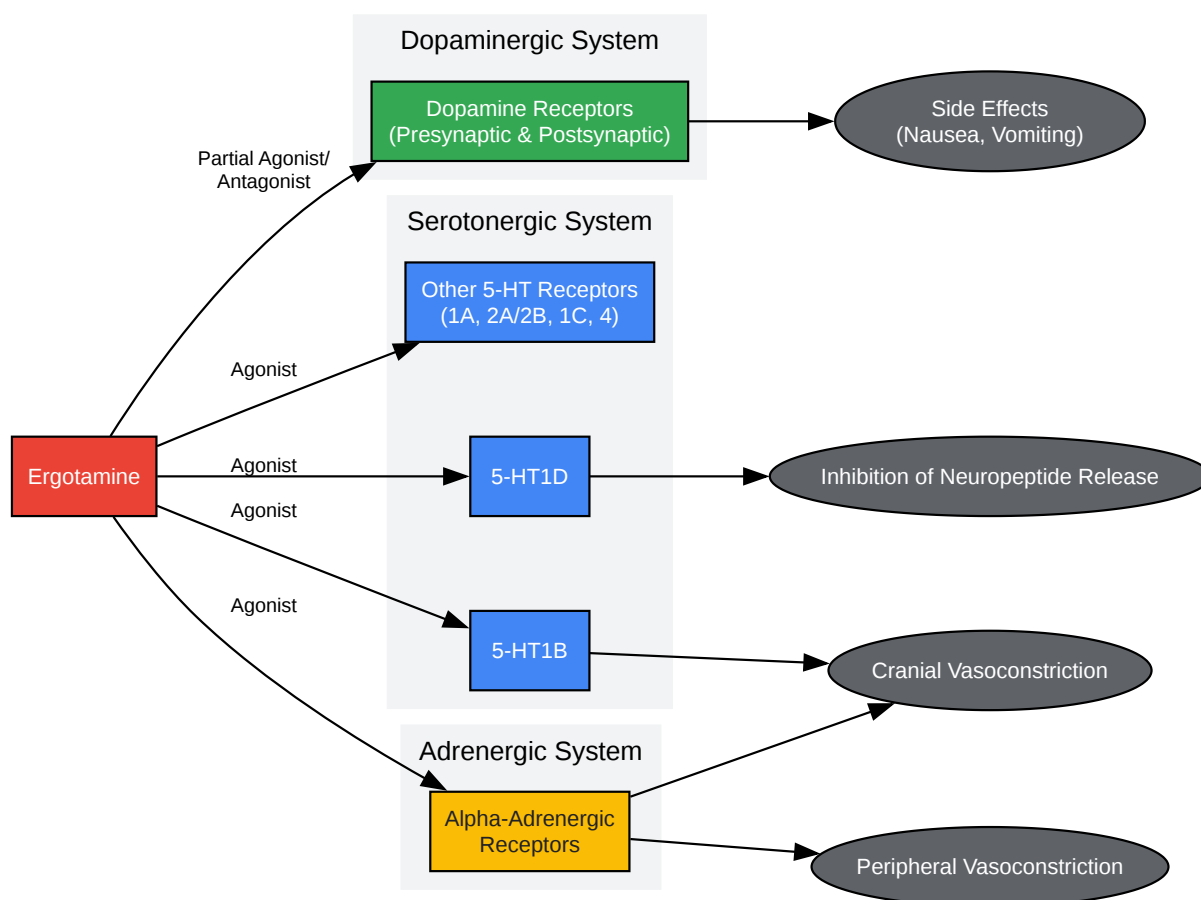 Dopaminergic System
Dopamine Receptors
(Presynaptic & Postsynaptic)
Side Effects
(Nausea, Vomiting)
Partial Agonist/
Antagonist
Serotonergic System
Other 5-HT Receptors
(1A, 2A/2B, 1C, 4)
Agonist
Ergotamine
Agonist
5-HT1D
Inhibition of Neuropeptide Release
Agonist
Agonist
5-HT1B
Cranial Vasoconstriction
Adrenergic System
Alpha-Adrenergic
Receptors
Peripheral Vasoconstriction